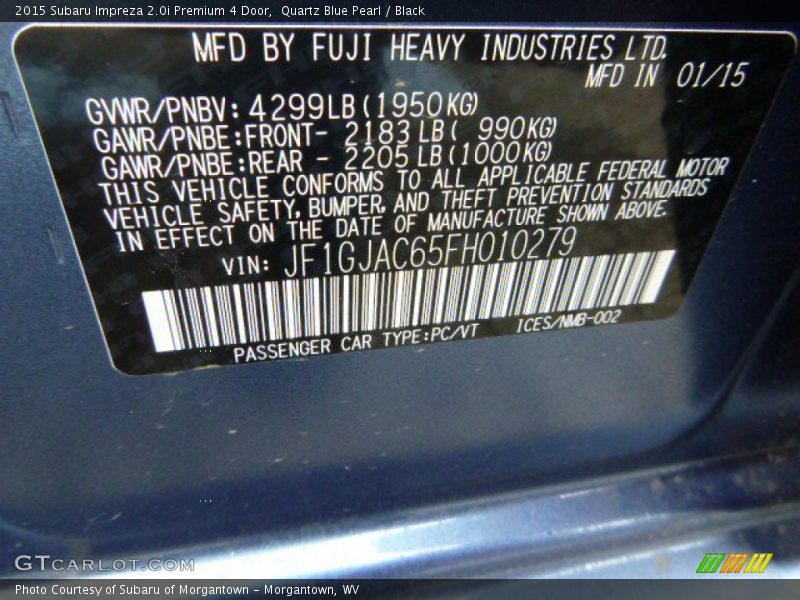 2015 Subaru Impreza 2.0i Premium 4 Door, Quartz Blue Pearl / Black
MFD BY FUJI HEAVY INDUSTRIES LTD.
MFD IN 01/15
GVWR/PNBV: 4299LB(1950KG)
GAWR/PNBE:FRONT- 2183 LB( 990KG)
GAWR/PNBE:REAR - 2205 LB(1000KG)
THIS VEHICLE CONFORMS TO ALL APPLICABLE FEDERAL MOTOR
VEHICLE SAFETY, BUMPER, AND THEFT PREVENTION STANDARDS
IN EFFECT ON THE DATE OF MANUFACTURE SHOWN ABOVE.
VIN: JF1GJAC65FH010279
PASSENGER CAR TYPE:PC/VT ICES/NMB-002
GTCARLOT.COM
Photo Courtesy of Subaru of Morgantown - Morgantown, WV